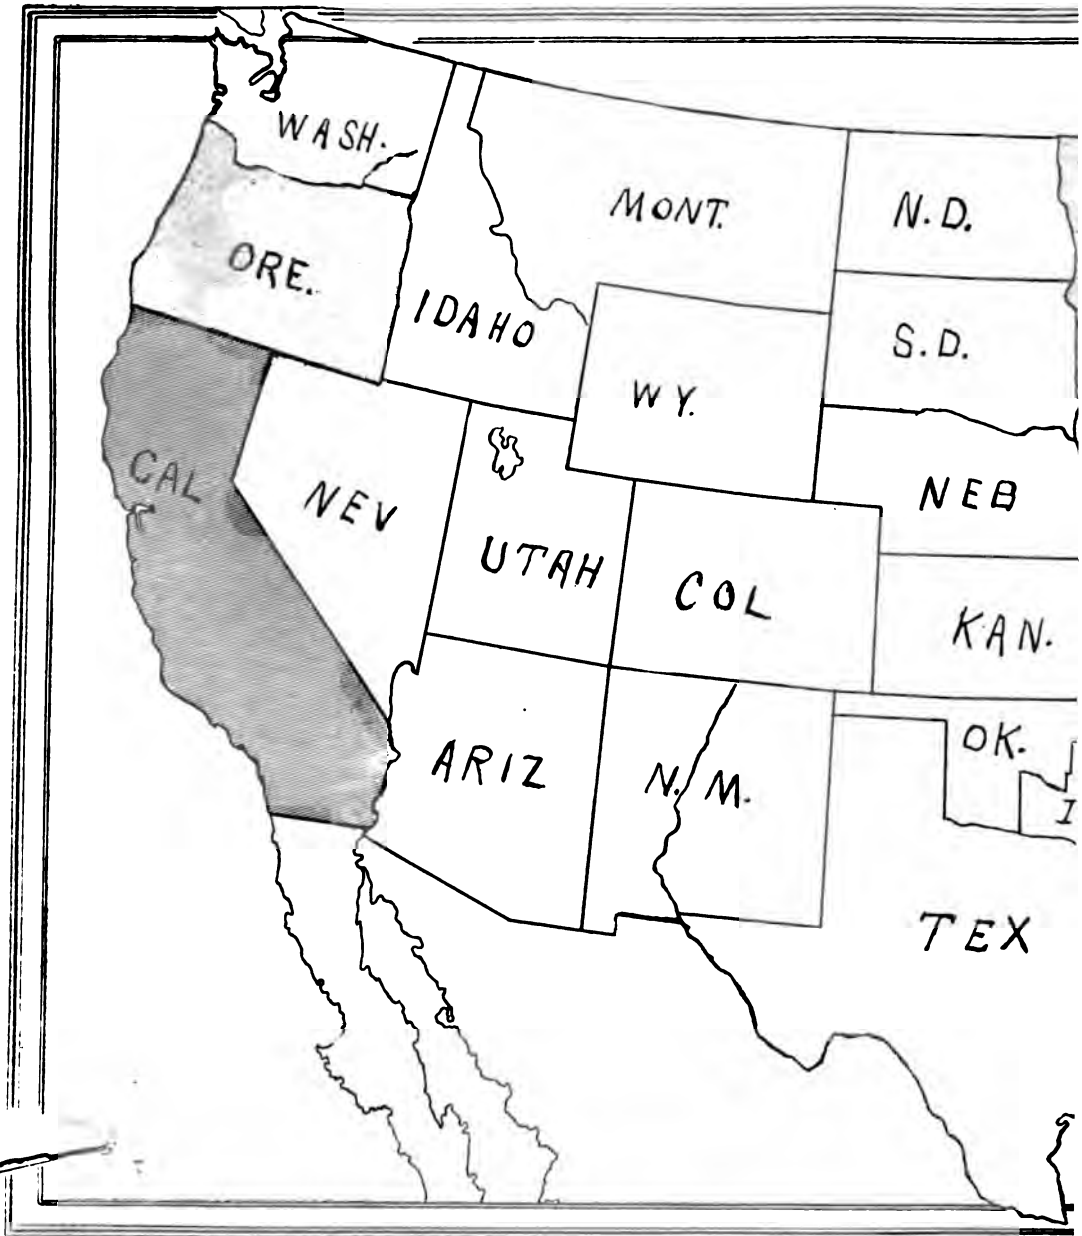 WASH.
MONT.
N.D.
ORE.
IDAHO
S.D.
WY.
CAL
NEV
NEB
UTAH
COL
KAN.
ARIZ
N. M.
OK.
I
TEX